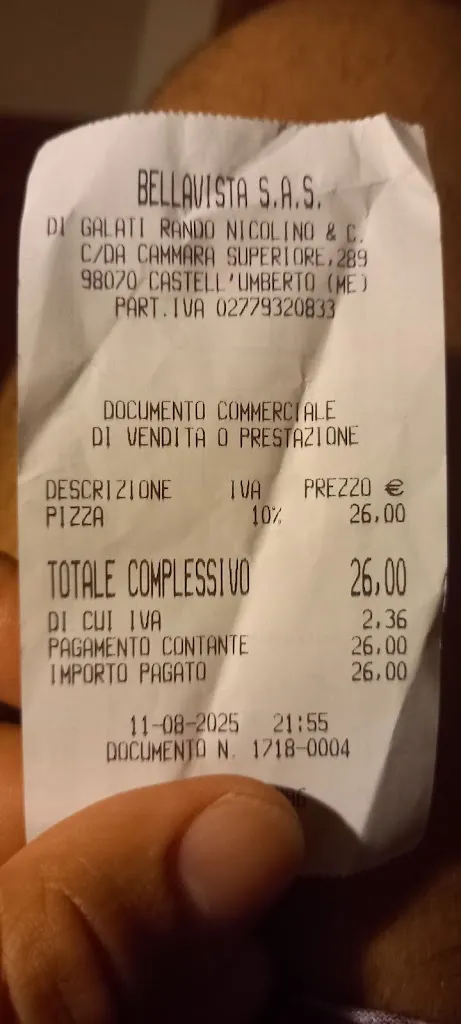 BELLAVISTA S.A.S.
DI GALATI RANDO NICOLINO & C.
C/DA CAMMARA SUPERIORE,289
98070 CASTELL'UMBERTO (ME)
PART.IVA 02779320833
DOCUMENTO COMMERCIALE
DI VENDITA O PRESTAZIONE
DESCRIZIONE IVA PREZZO €
PIZZA 10% 26,00
TOTALE COMPLESSIVO 26,00
DI CUI IVA 2,36
PAGAMENTO CONTANTE 26,00
IMPORTO PAGATO 26,00
11-08-2025 21:55
DOCUMENTO N. 1718-0004